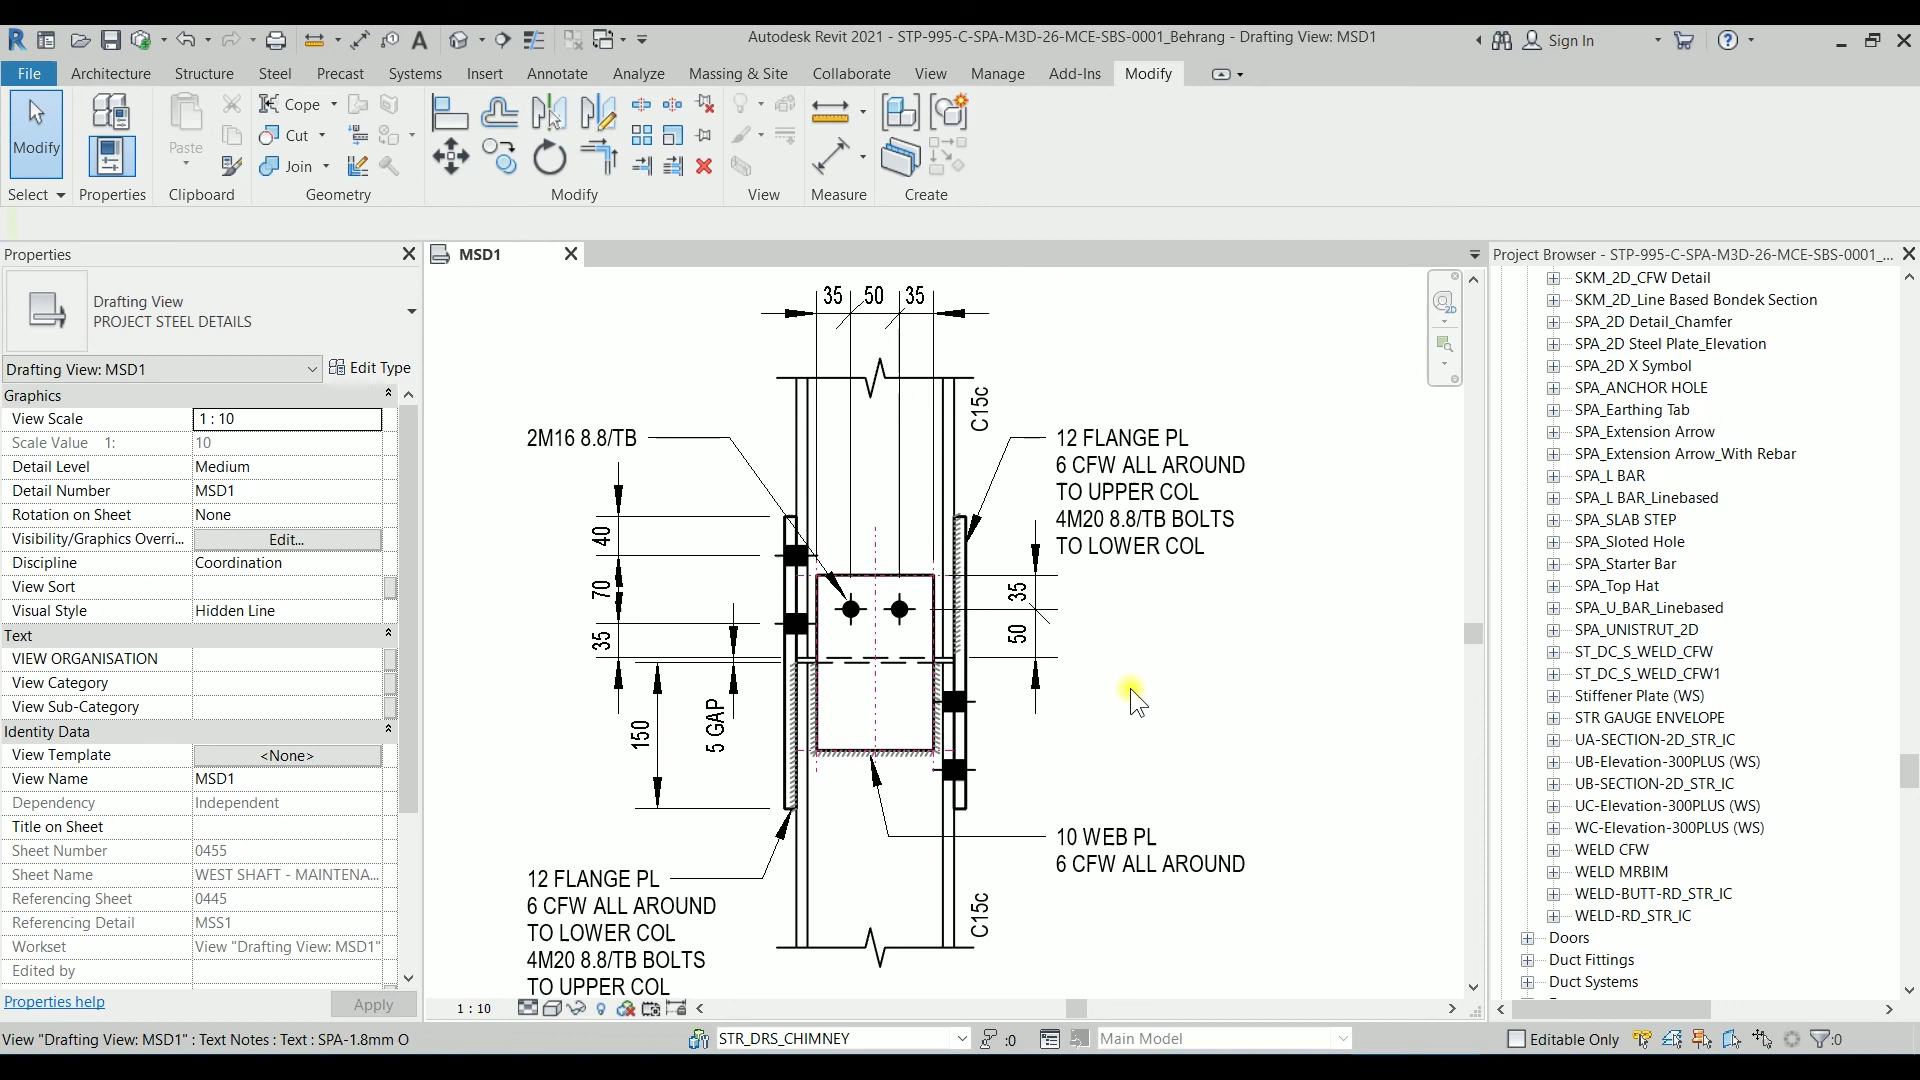 Autodesk Revit 2021 - STP-995-C-SPA-M3D-26-MCE-SBS-0001_Behrang - Drafting View: MSD1
Sign In
File Architecture Structure Steel Precast Systems Insert Annotate Analyze Massing & Site Collaborate View Manage Add-Ins Modify
Modify
Paste
Cope
Cut
Join
Select Properties Clipboard Geometry Modify View Measure Create
Properties
Drafting View
PROJECT STEEL DETAILS
Drafting View: MSD1
Edit Type
Graphics
View Scale 1 : 10
Scale Value 1: 10
Detail Level Medium
Detail Number MSD1
Rotation on Sheet None
Visibility/Graphics Overri... Edit...
Discipline Coordination
View Sort
Visual Style Hidden Line
Text
VIEW ORGANISATION
View Category
View Sub-Category
Identity Data
View Template <None>
View Name MSD1
Dependency Independent
Title on Sheet
Sheet Number 0455
Sheet Name WEST SHAFT - MAINTENA...
Referencing Sheet 0445
Referencing Detail MSS1
Workset View "Drafting View: MSD1"
Edited by
Properties help
Apply
MSD1
35 50 35
C15c
2M16 8.8/TB
12 FLANGE PL
6 CFW ALL AROUND
TO UPPER COL
4M20 8.8/TB BOLTS
TO LOWER COL
40
70
35
150
5 GAP
35
50
10 WEB PL
6 CFW ALL AROUND
12 FLANGE PL
6 CFW ALL AROUND
TO LOWER COL
4M20 8.8/TB BOLTS
TO UPPER COL
C15c
1 : 10
2D
Project Browser - STP-995-C-SPA-M3D-26-MCE-SBS-0001_...
SKM_2D_CFW Detail
SKM_2D_Line Based Bondek Section
SPA_2D Detail_Chamfer
SPA_2D Steel Plate_Elevation
SPA_2D X Symbol
SPA_ANCHOR HOLE
SPA_Earthing Tab
SPA_Extension Arrow
SPA_Extension Arrow_With Rebar
SPA_L BAR
SPA_L BAR_Linebased
SPA_SLAB STEP
SPA_Sloted Hole
SPA_Starter Bar
SPA_Top Hat
SPA_U_BAR_Linebased
SPA_UNISTRUT_2D
ST_DC_S_WELD_CFW
ST_DC_S_WELD_CFW1
Stiffener Plate (WS)
STR GAUGE ENVELOPE
UA-SECTION-2D_STR_IC
UB-Elevation-300PLUS (WS)
UB-SECTION-2D_STR_IC
UC-Elevation-300PLUS (WS)
WC-Elevation-300PLUS (WS)
WELD CFW
WELD MRBIM
WELD-BUTT-RD_STR_IC
WELD-RD_STR_IC
Doors
Duct Fittings
Duct Systems
View "Drafting View: MSD1" : Text Notes : Text : SPA-1.8mm O
STR_DRS_CHIMNEY
:0
Main Model
Editable Only
:0